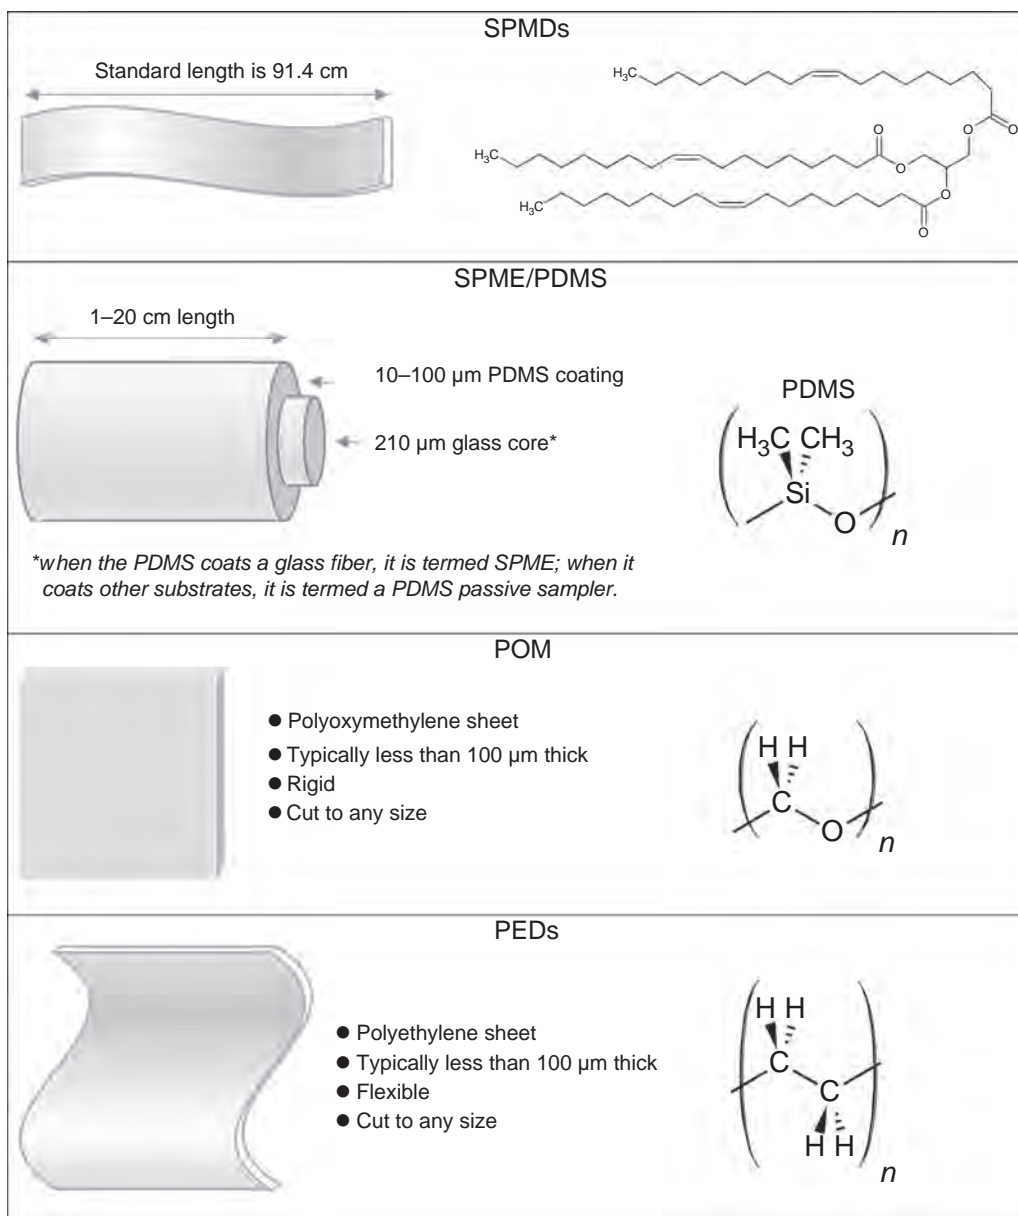 SPMDs
Standard length is 91.4 cm
H₃C
O
O
O
H₃C
O
O
H₃C
O
SPME/PDMS
1–20 cm length
10–100 µm PDMS coating
210 µm glass core*
PDMS
H₃C CH₃
Si
O
n
*when the PDMS coats a glass fiber, it is termed SPME; when it
coats other substrates, it is termed a PDMS passive sampler.
POM
● Polyoxymethylene sheet
● Typically less than 100 µm thick
● Rigid
● Cut to any size
H H
C
O
n
PEDs
● Polyethylene sheet
● Typically less than 100 µm thick
● Flexible
● Cut to any size
H H
C
C
H H
n